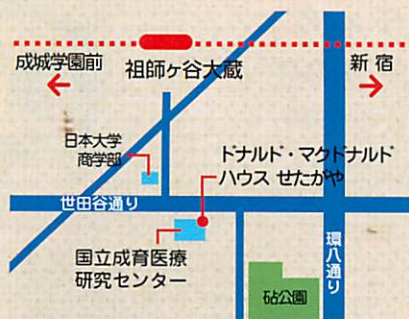 成城学園前
祖師ヶ谷大蔵
新宿
日本大学
商学部
ドナルド・マクドナルド
ハウス せたがや
世田谷通り
国立成育医療
研究センター
環八通り
砧公園